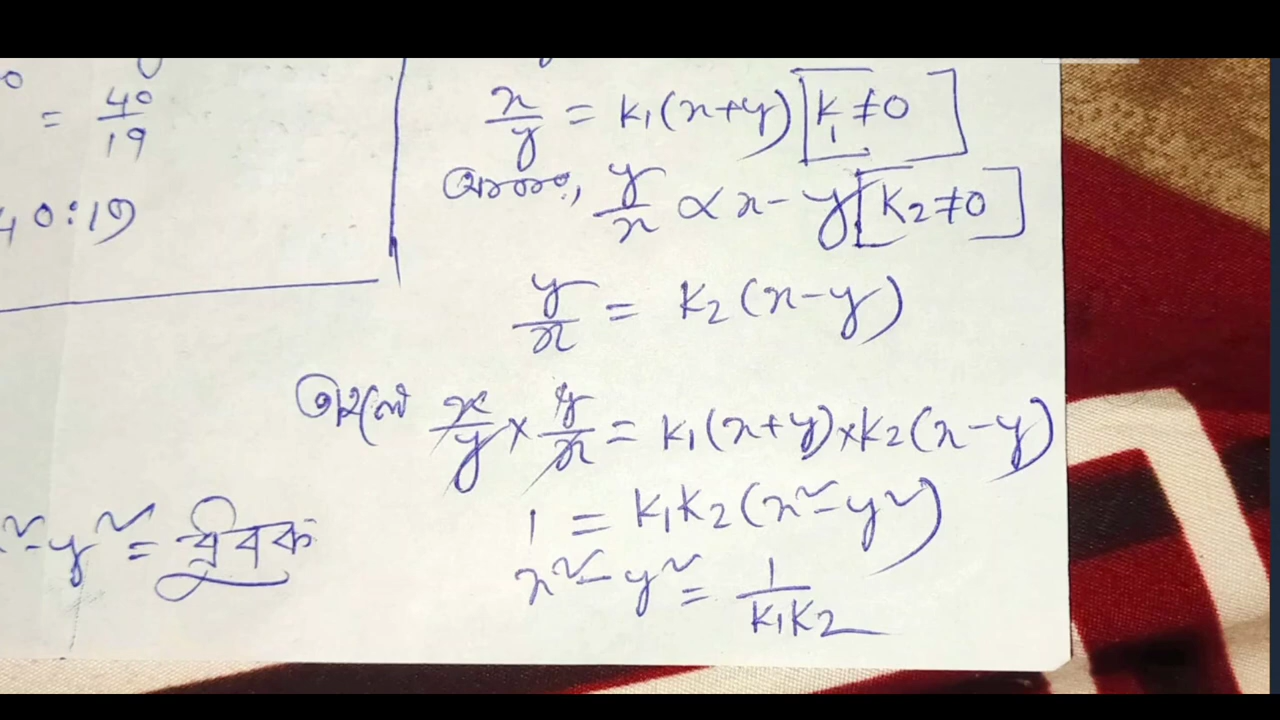 = 40/19
40:19
x/y = K₁(x+y) [K₁≠0]
আবার, y/x ∝ x-y [K₂≠0]
y/x = K₂(x-y)
তাহলে x/y × y/x = K₁(x+y)×K₂(x-y)
1 = K₁K₂(x²-y²)
x²-y² = 1/K₁K₂
²-y² = ধ্রুবক